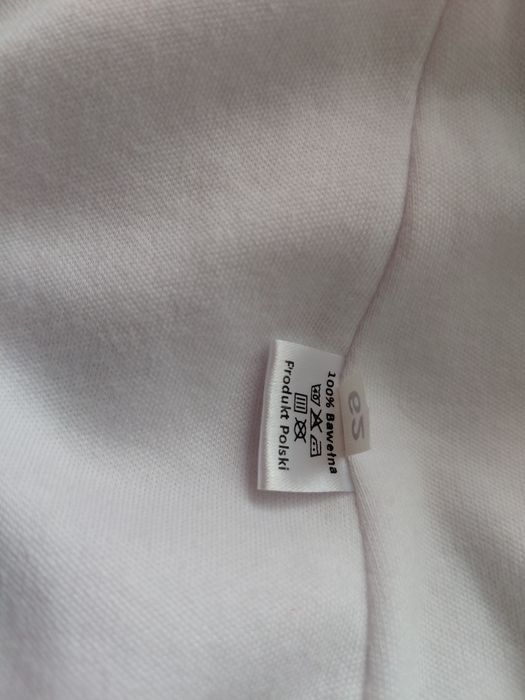 100% Bawełna
Produkt Polski